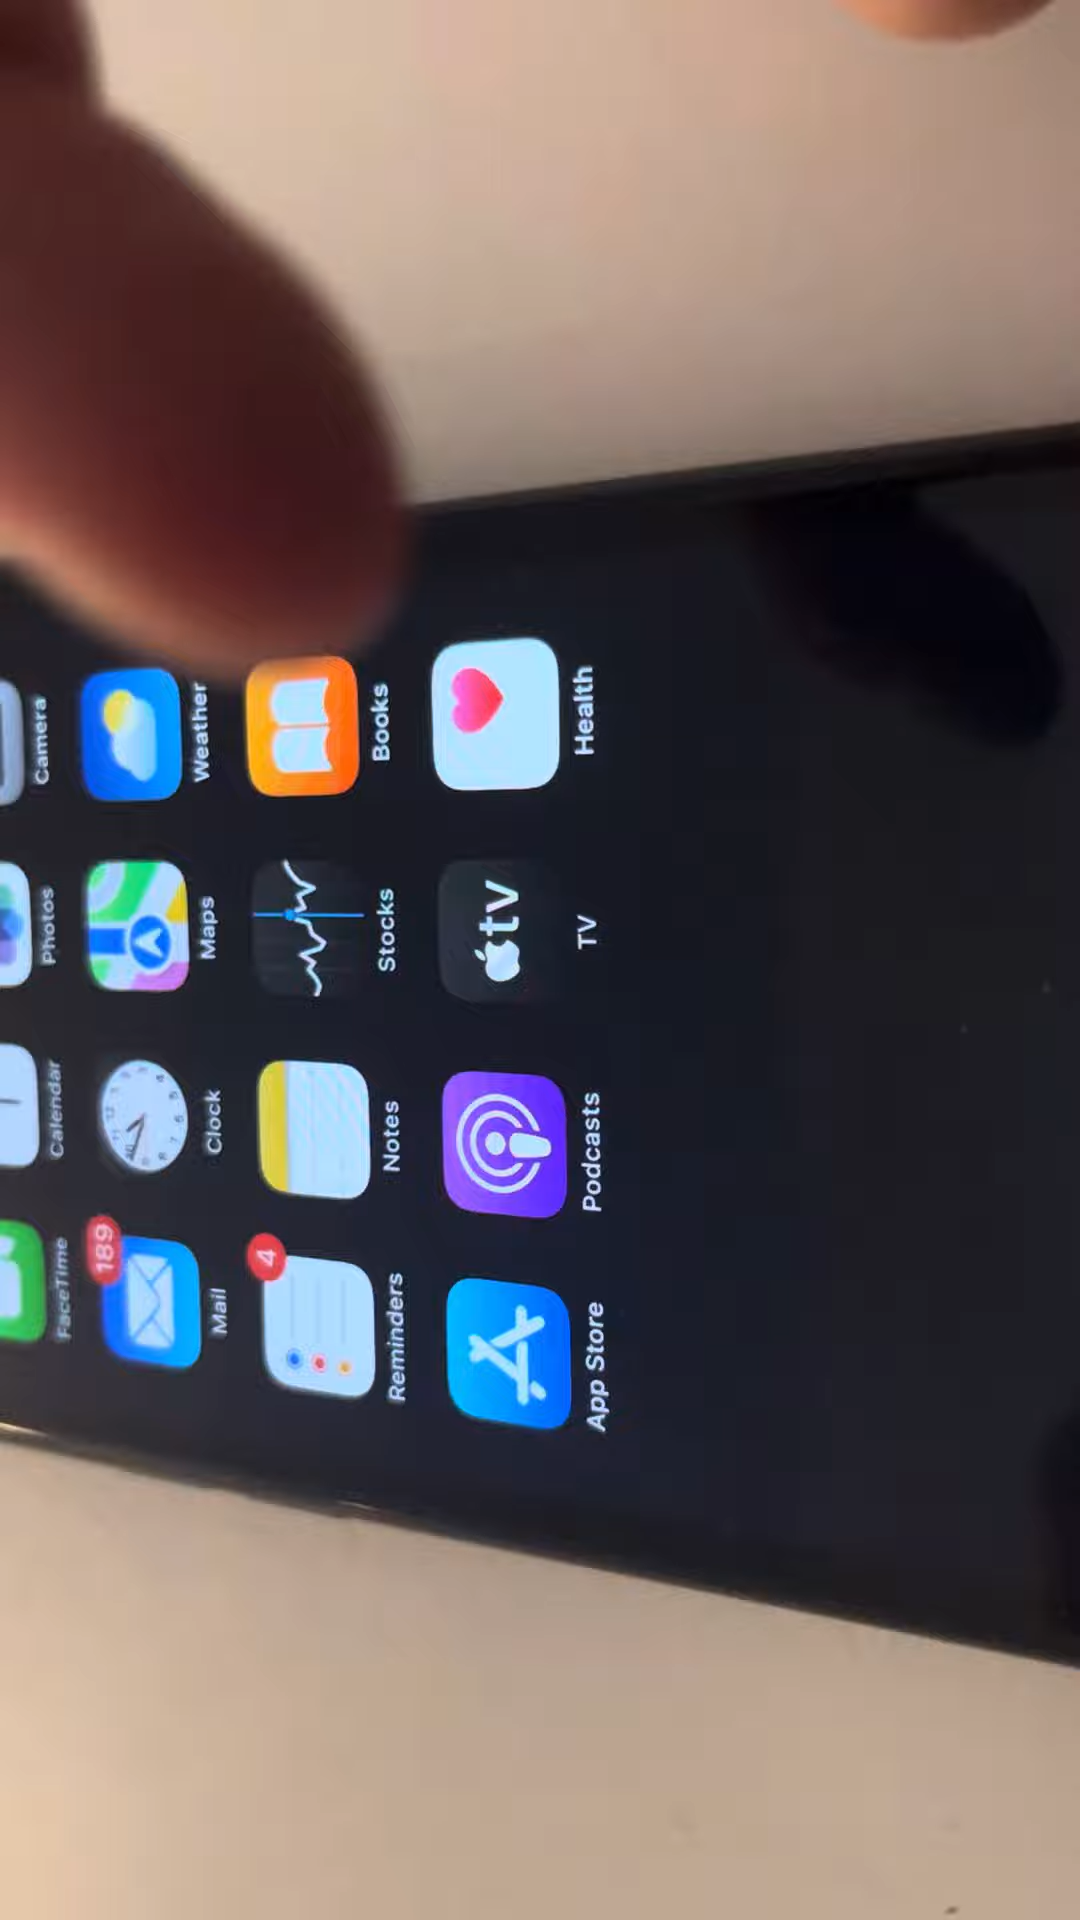 FaceTime Calendar Photos Camera
189
Mail Clock Maps Weather
4
Reminders Notes Stocks Books
tv
App Store Podcasts TV Health